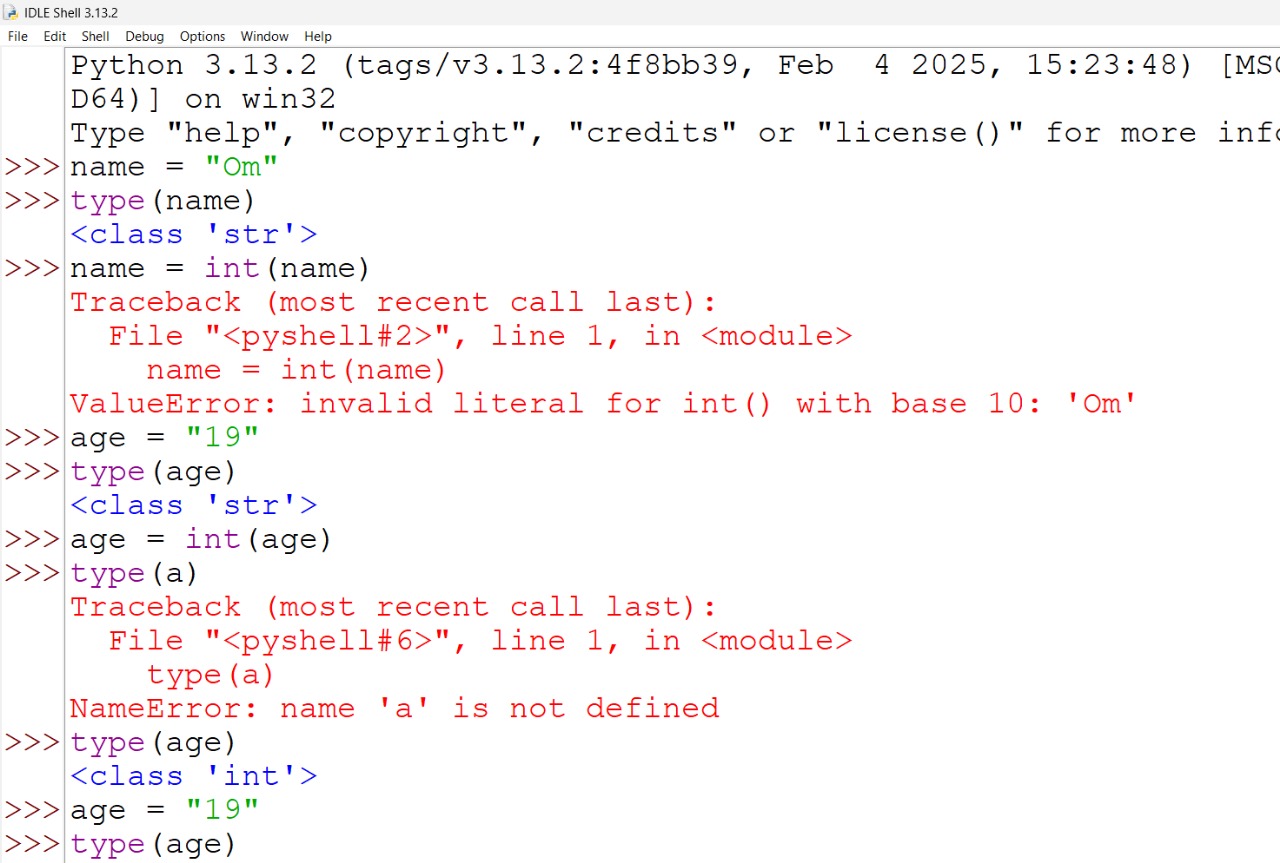 IDLE Shell 3.13.2
File Edit Shell Debug Options Window Help
Python 3.13.2 (tags/v3.13.2:4f8bb39, Feb  4 2025, 15:23:48) [MSC
D64)] on win32
Type "help", "copyright", "credits" or "license()" for more info
>>> name = "Om"
>>> type(name)
<class 'str'>
>>> name = int(name)
Traceback (most recent call last):
  File "<pyshell#2>", line 1, in <module>
    name = int(name)
ValueError: invalid literal for int() with base 10: 'Om'
>>> age = "19"
>>> type(age)
<class 'str'>
>>> age = int(age)
>>> type(a)
Traceback (most recent call last):
  File "<pyshell#6>", line 1, in <module>
    type(a)
NameError: name 'a' is not defined
>>> type(age)
<class 'int'>
>>> age = "19"
>>> type(age)